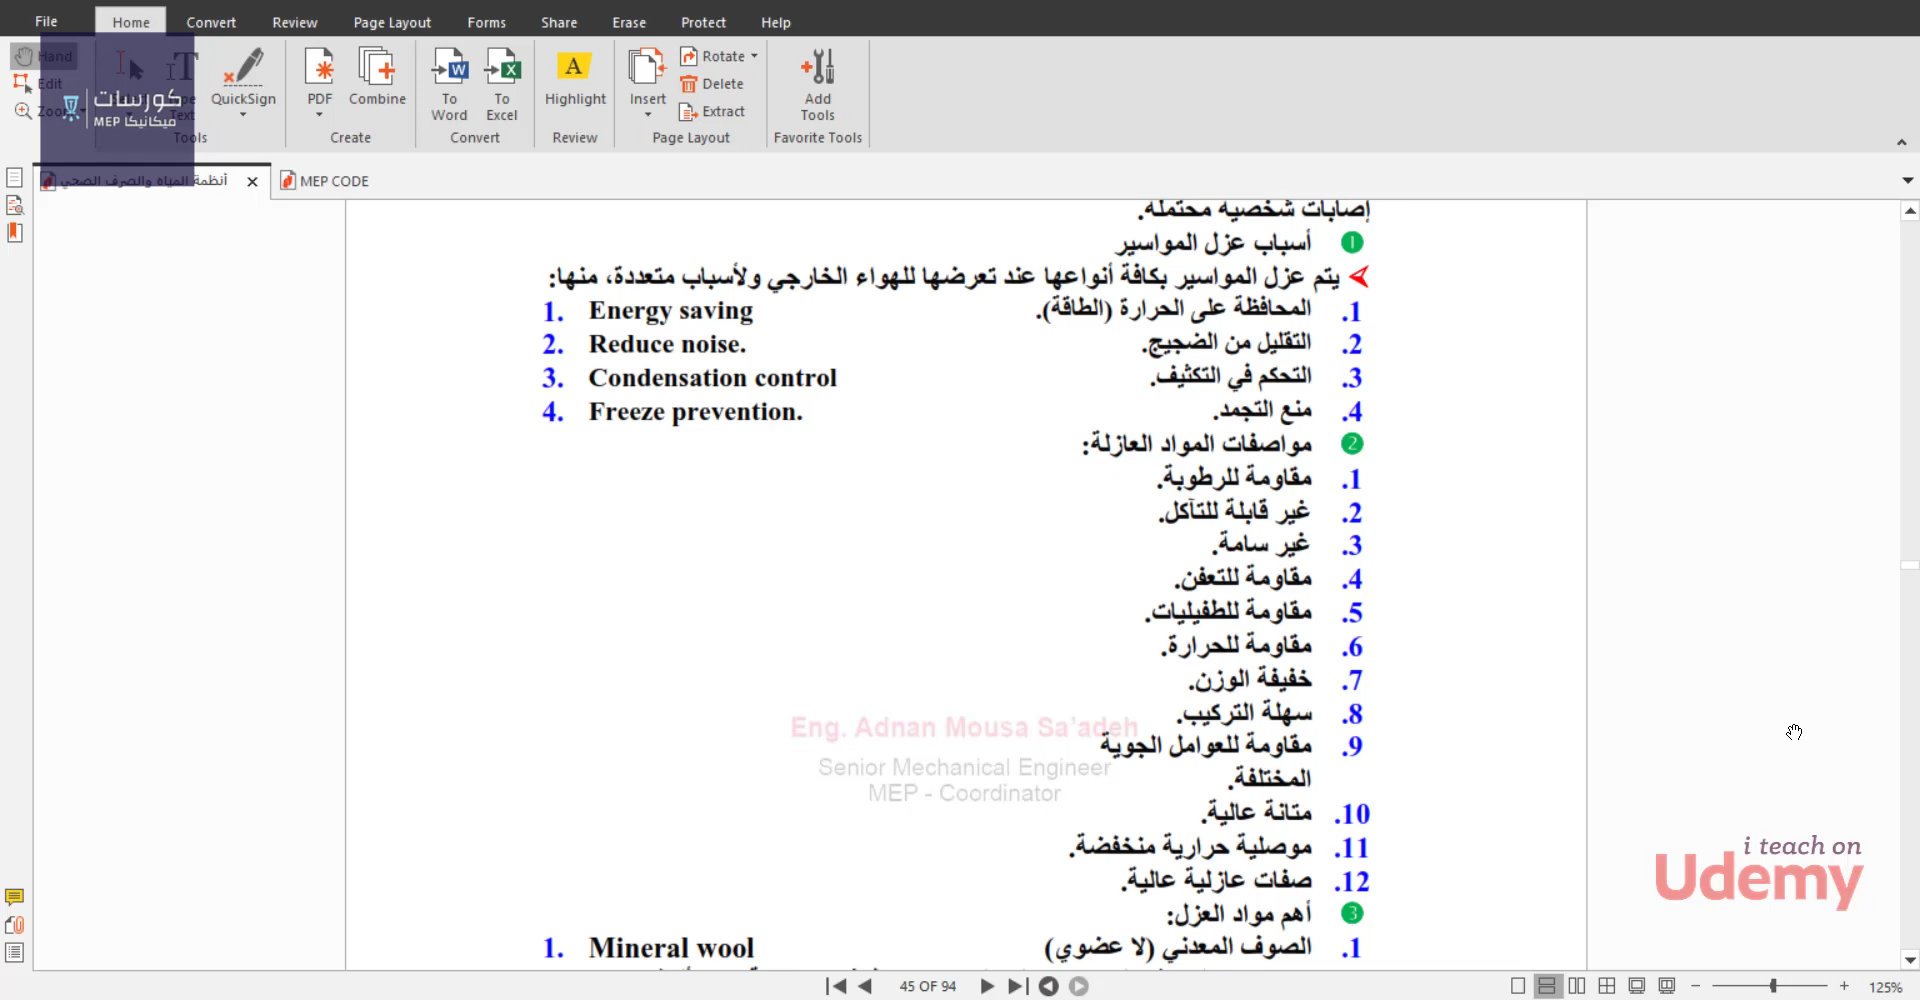 File Home Convert Review Page Layout Forms Share Erase Protect Help
Hand
Edit
QuickSign
PDF
Combine
To Word
To Excel
Highlight
Insert
Rotate
Delete
Extract
Add Tools
Tools Create Convert Review Page Layout Favorite Tools
كورسات
ميكانيكا MEP
أنظمة المياه والصرف الصحي MEP CODE
إصابات شخصيه محتمله.
1 أسباب عزل المواسير
يتم عزل المواسير بكافة أنواعها عند تعرضها للهواء الخارجي ولأسباب متعددة، منها:
1. المحافظة على الحرارة (الطاقة). 1. Energy saving
2. التقليل من الضجيج. 2. Reduce noise.
3. التحكم في التكثيف. 3. Condensation control
4. منع التجمد. 4. Freeze prevention.
2 مواصفات المواد العازلة:
1. مقاومة للرطوبة.
2. غير قابلة للتآكل.
3. غير سامة.
4. مقاومة للتعفن.
5. مقاومة للطفيليات.
6. مقاومة للحرارة.
7. خفيفة الوزن.
8. سهلة التركيب.
9. مقاومة للعوامل الجوية
المختلفة.
10. متانة عالية.
11. موصلية حرارية منخفضة.
12. صفات عازلية عالية.
3 أهم مواد العزل:
1. الصوف المعدني (لا عضوي) 1. Mineral wool
Eng. Adnan Mousa Sa'adeh
Senior Mechanical Engineer
MEP - Coordinator
i teach on
Udemy
45 OF 94
125%